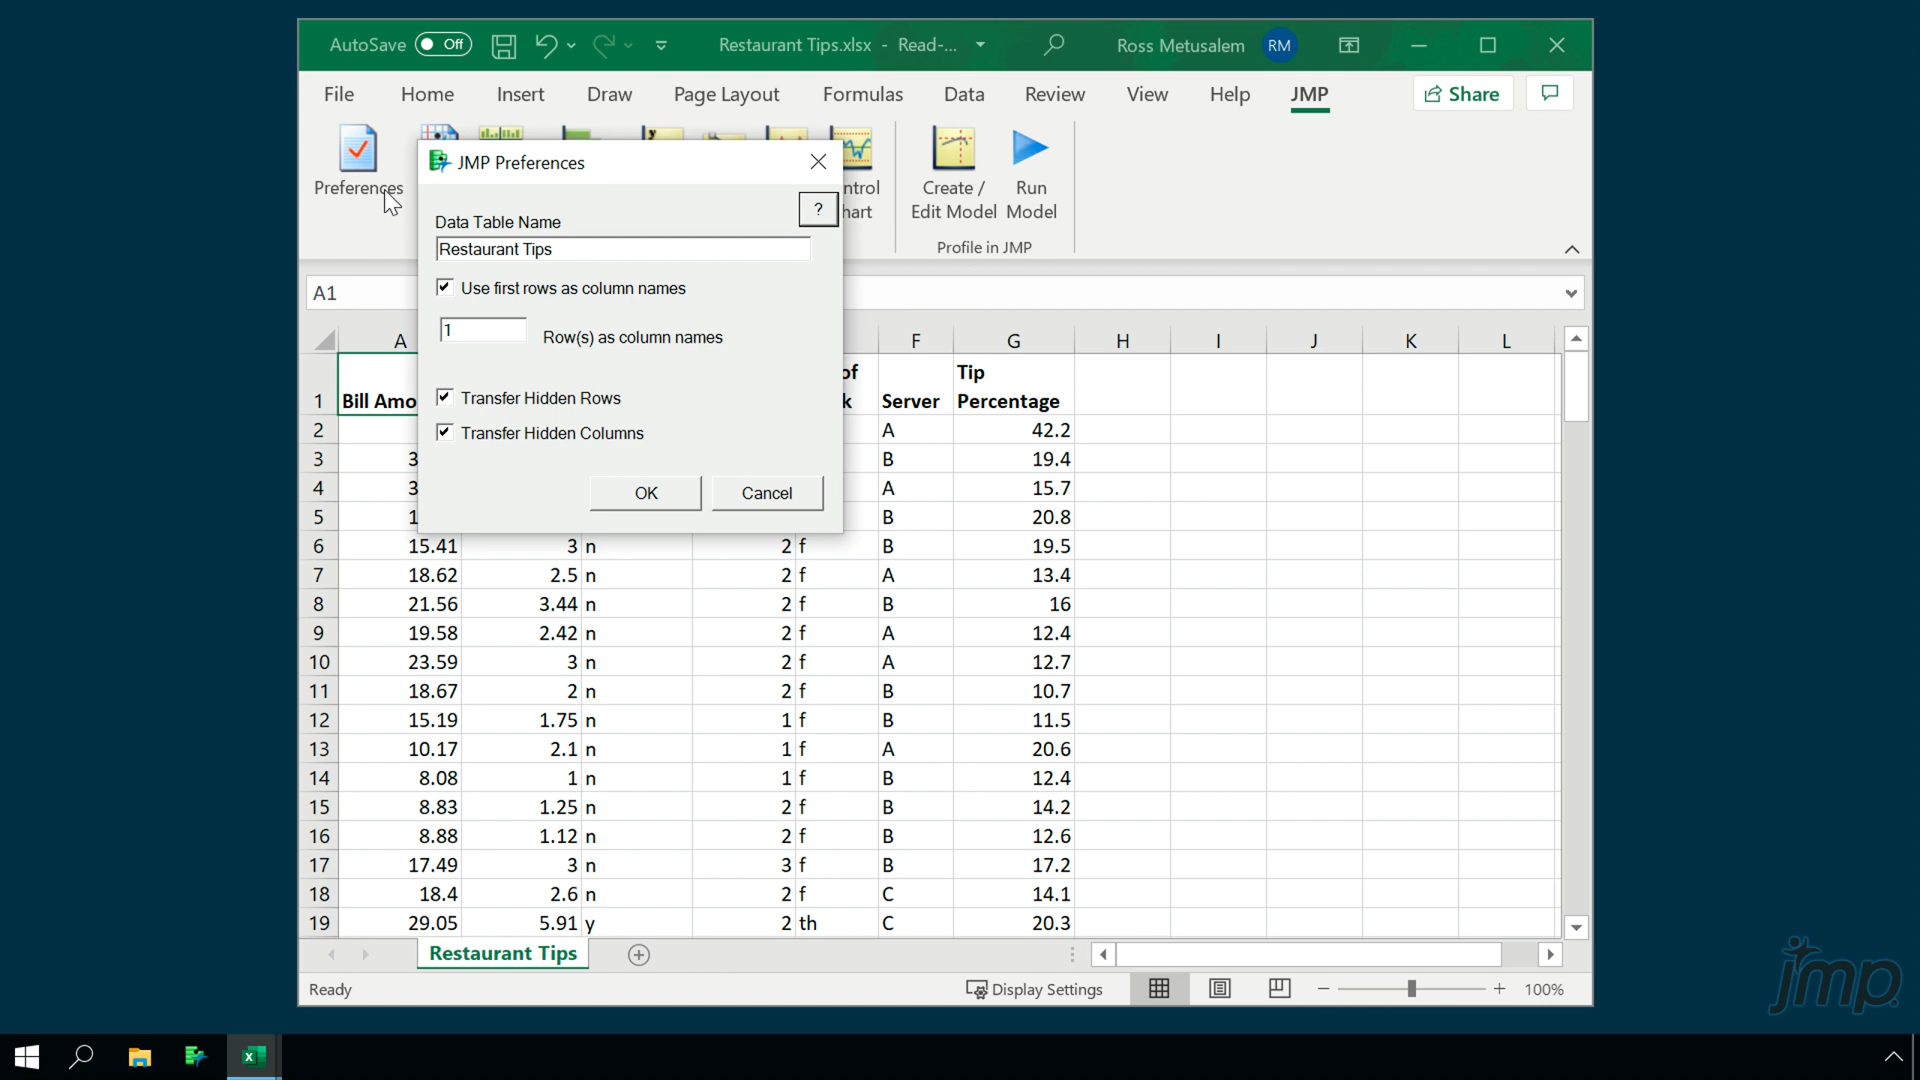 AutoSave Off Restaurant Tips.xlsx - Read-... Ross Metusalem RM
File Home Insert Draw Page Layout Formulas Data Review View Help JMP Share
Preferences
ntrol
hart
Create /
Edit Model
Run
Model
Profile in JMP
JMP Preferences
?
Data Table Name
Restaurant Tips
Use first rows as column names
1 Row(s) as column names
Transfer Hidden Rows
Transfer Hidden Columns
OK Cancel
A1
A F G H I J K L
of Tip
1 Bill Amo k Server Percentage
2 A 42.2
3 3 B 19.4
4 3 A 15.7
5 1 B 20.8
6 15.41 3 n 2 f B 19.5
7 18.62 2.5 n 2 f A 13.4
8 21.56 3.44 n 2 f B 16
9 19.58 2.42 n 2 f A 12.4
10 23.59 3 n 2 f A 12.7
11 18.67 2 n 2 f B 10.7
12 15.19 1.75 n 1 f B 11.5
13 10.17 2.1 n 1 f A 20.6
14 8.08 1 n 1 f B 12.4
15 8.83 1.25 n 2 f B 14.2
16 8.88 1.12 n 2 f B 12.6
17 17.49 3 n 3 f B 17.2
18 18.4 2.6 n 2 f C 14.1
19 29.05 5.91 y 2 th C 20.3
Restaurant Tips
Ready Display Settings 100%
jmp